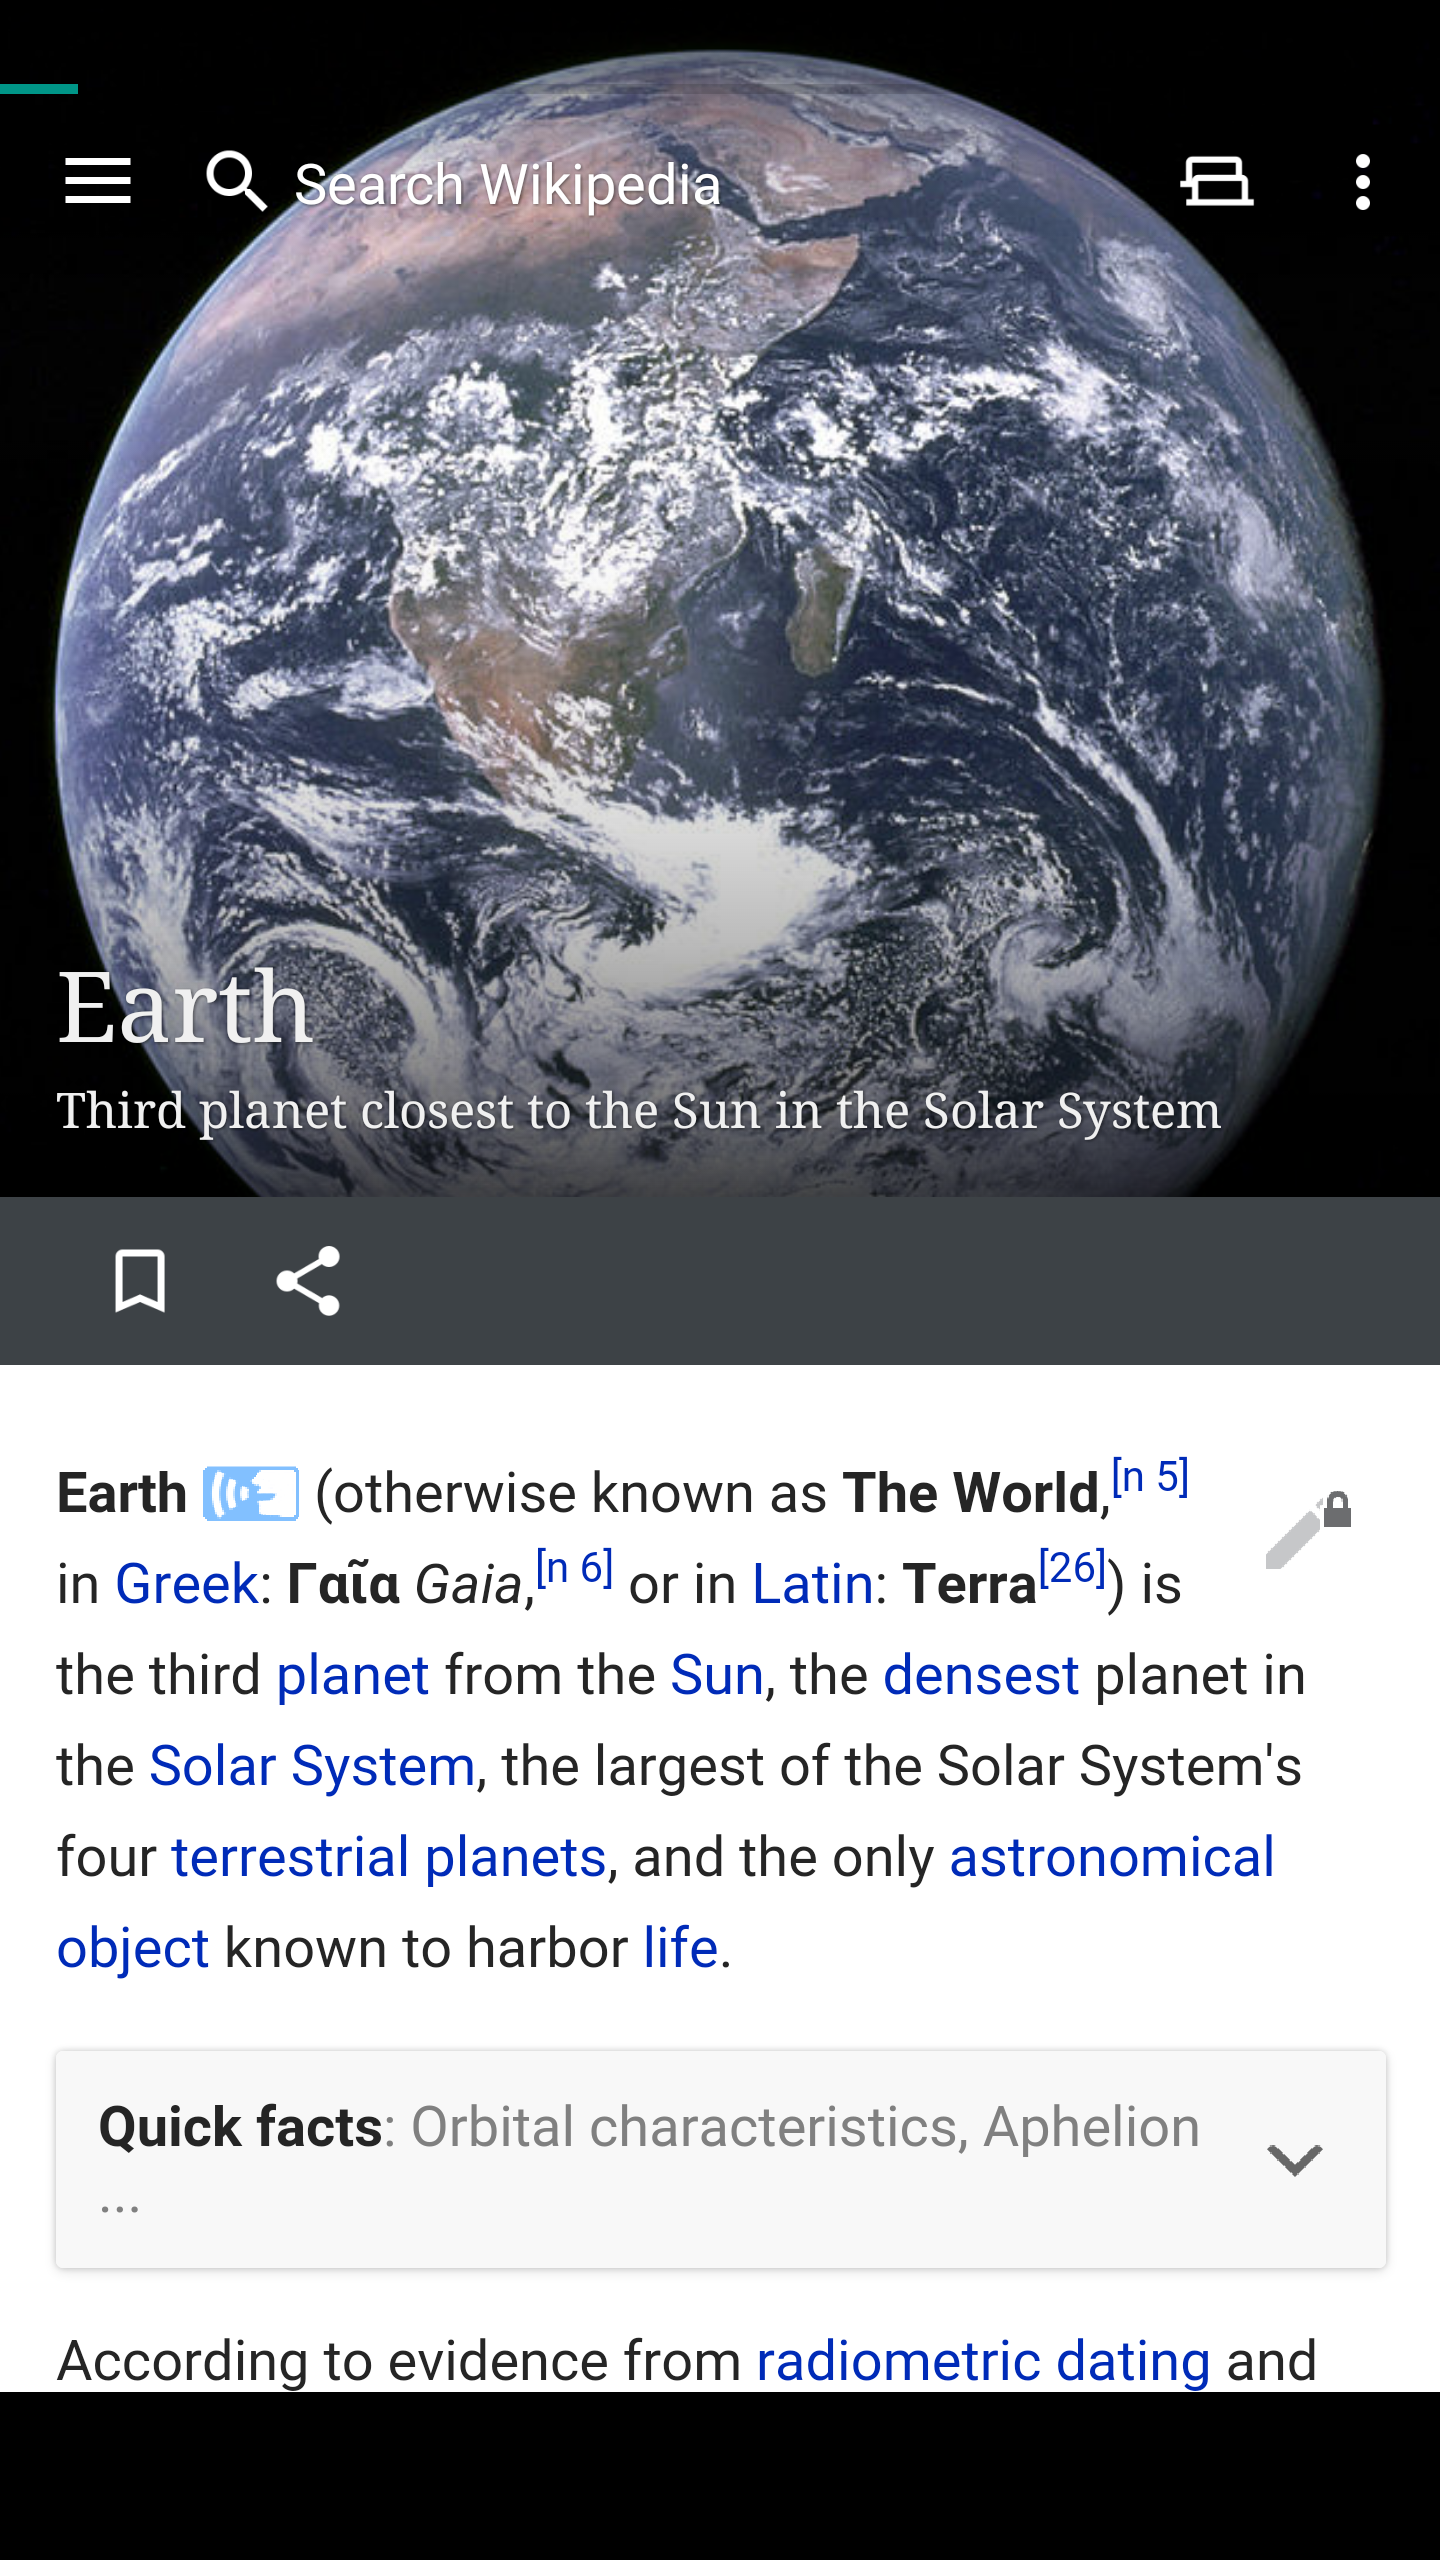 Search Wikipedia
Earth
Third planet closest to the Sun in the Solar System
Earth (otherwise known as The World,[n 5]
in Greek: Γαῖα Gaia,[n 6] or in Latin: Terra[26]) is
the third planet from the Sun, the densest planet in
the Solar System, the largest of the Solar System's
four terrestrial planets, and the only astronomical
object known to harbor life.
Quick facts: Orbital characteristics, Aphelion
...
According to evidence from radiometric dating and